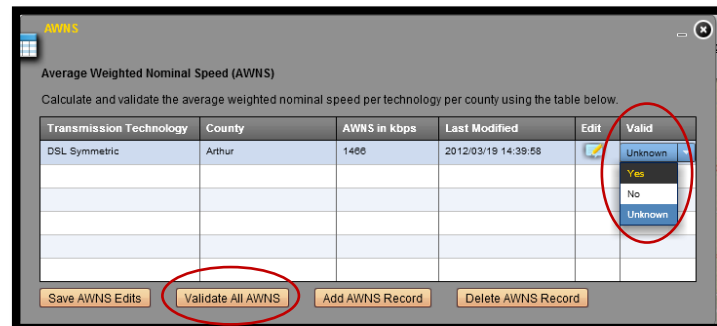 AWNS
Average Weighted Nominal Speed (AWNS)
Calculate and validate the average weighted nominal speed per technology per county using the table below.
Transmission Technology County AWNS in kbps Last Modified Edit Valid
DSL Symmetric Arthur 1466 2012/03/19 14:39:58 Unknown
Yes
No
Unknown
Save AWNS Edits Validate All AWNS Add AWNS Record Delete AWNS Record